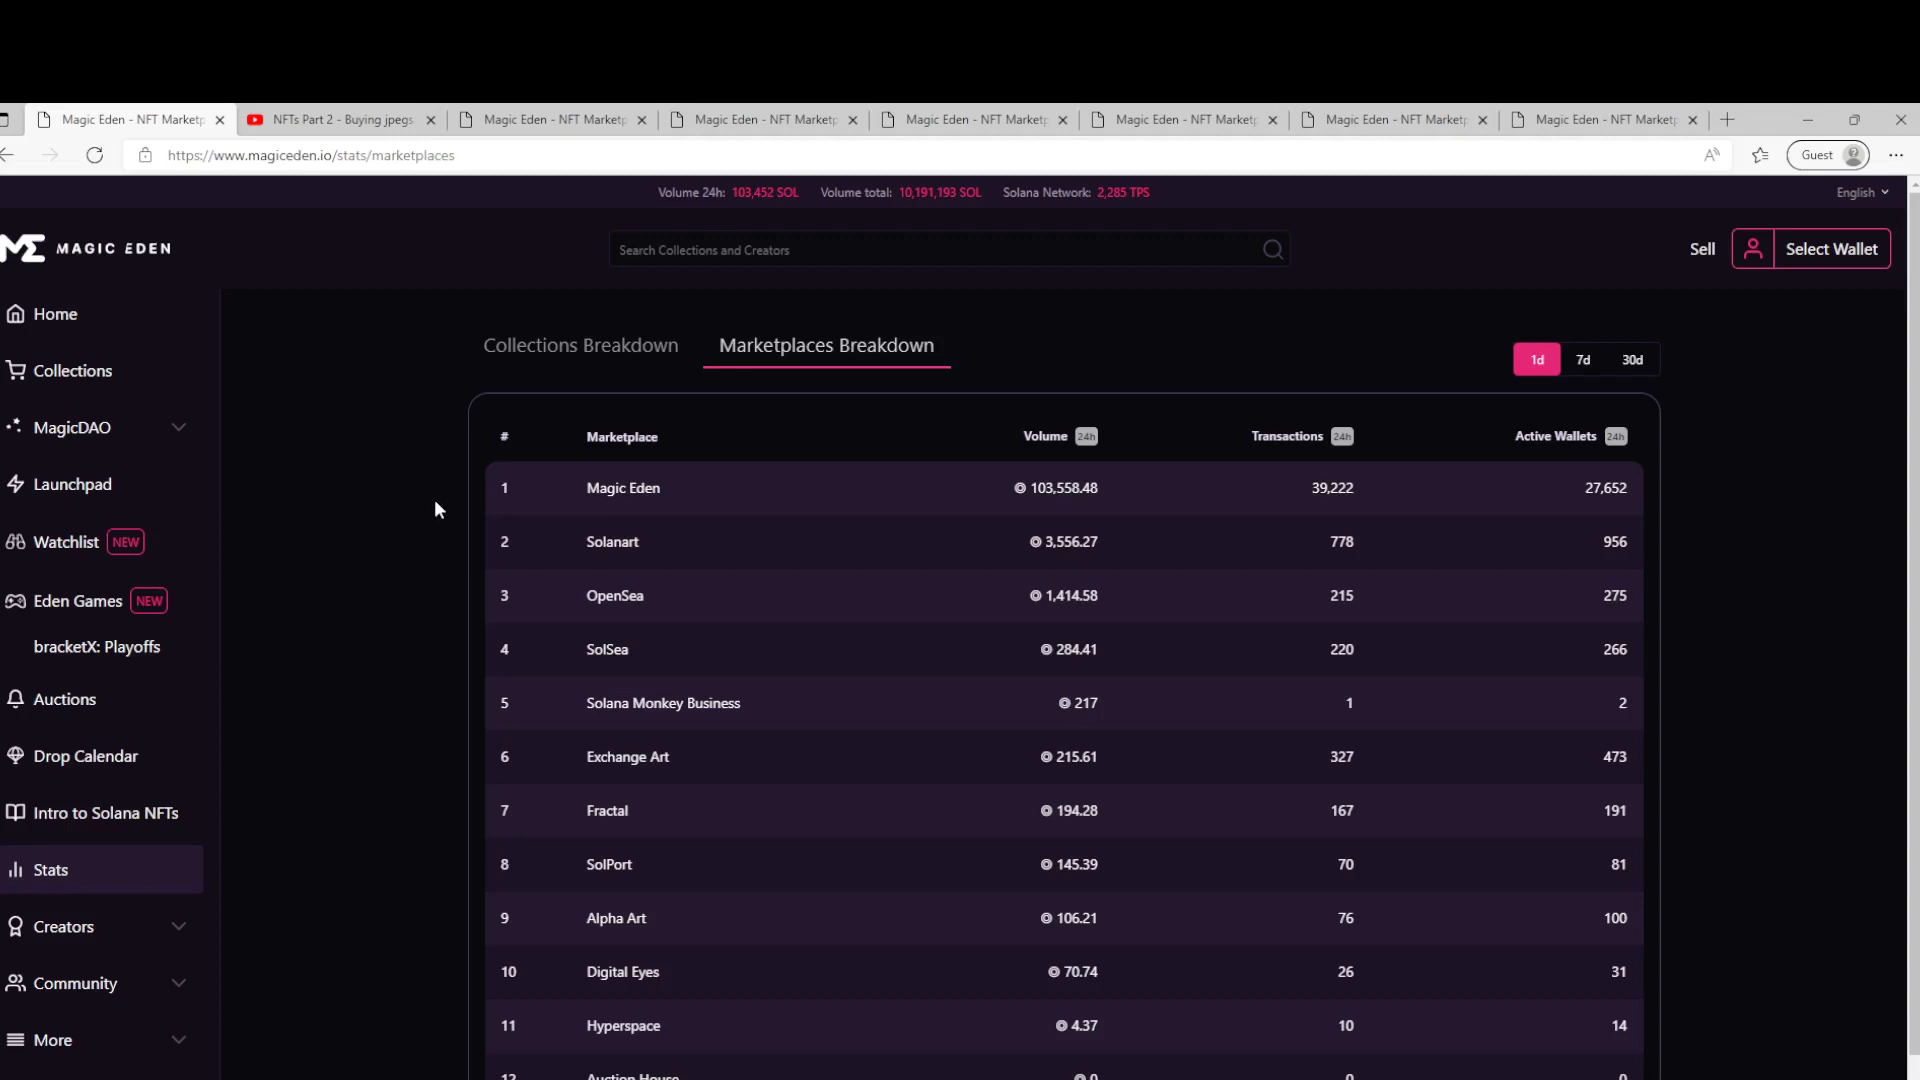 Magic Eden - NFT Marketp
NFTs Part 2 - Buying jpegs
Magic Eden - NFT Marketp
Magic Eden - NFT Marketp
Magic Eden - NFT Marketp
Magic Eden - NFT Marketp
Magic Eden - NFT Marketp
Magic Eden - NFT Marketp
https://www.magiceden.io/stats/marketplaces
Guest
Volume 24h: 103,452 SOL Volume total: 10,191,193 SOL Solana Network: 2,285 TPS
English
MAGIC EDEN
Search Collections and Creators
Sell
Select Wallet
Home
Collections
MagicDAO
Launchpad
Watchlist NEW
Eden Games NEW
bracketX: Playoffs
Auctions
Drop Calendar
Intro to Solana NFTs
Stats
Creators
Community
More
Collections Breakdown Marketplaces Breakdown
1d 7d 30d
# Marketplace Volume 24h Transactions 24h Active Wallets 24h
1 Magic Eden 103,558.48 39,222 27,652
2 Solanart 3,556.27 778 956
3 OpenSea 1,414.58 215 275
4 SolSea 284.41 220 266
5 Solana Monkey Business 217 1 2
6 Exchange Art 215.61 327 473
7 Fractal 194.28 167 191
8 SolPort 145.39 70 81
9 Alpha Art 106.21 76 100
10 Digital Eyes 70.74 26 31
11 Hyperspace 4.37 10 14
12 Auction House 0 0 0